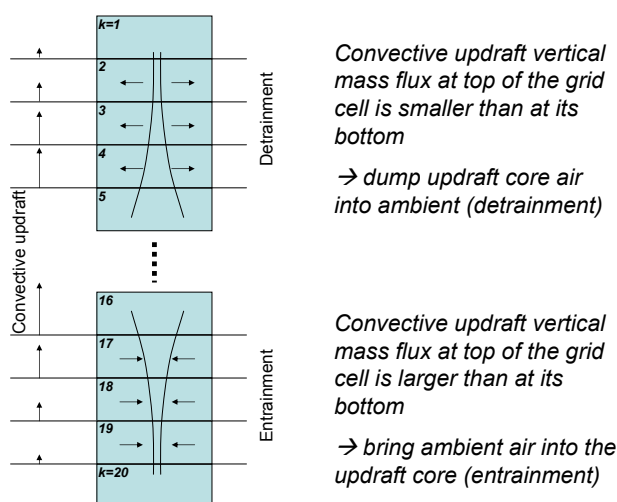 k=1
2
3
4
5
Detrainment
Convective updraft
16
17
18
19
k=20
Entrainment
Convective updraft vertical
mass flux at top of the grid
cell is smaller than at its
bottom
→ dump updraft core air
into ambient (detrainment)
Convective updraft vertical
mass flux at top of the grid
cell is larger than at its
bottom
→ bring ambient air into the
updraft core (entrainment)